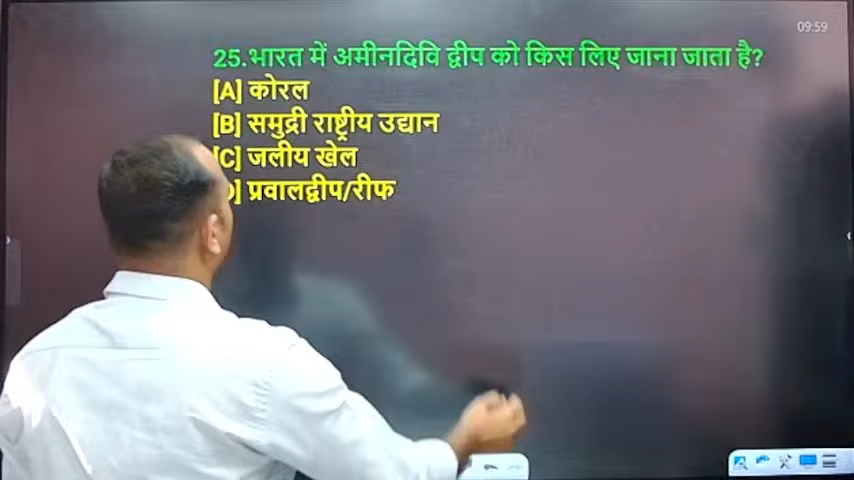 09:59
25.भारत में अमीनदिवि द्वीप को किस लिए जाना जाता है?
[A] कोरल
[B] समुद्री राष्ट्रीय उद्यान
C] जलीय खेल
] प्रवालद्वीप/रीफ